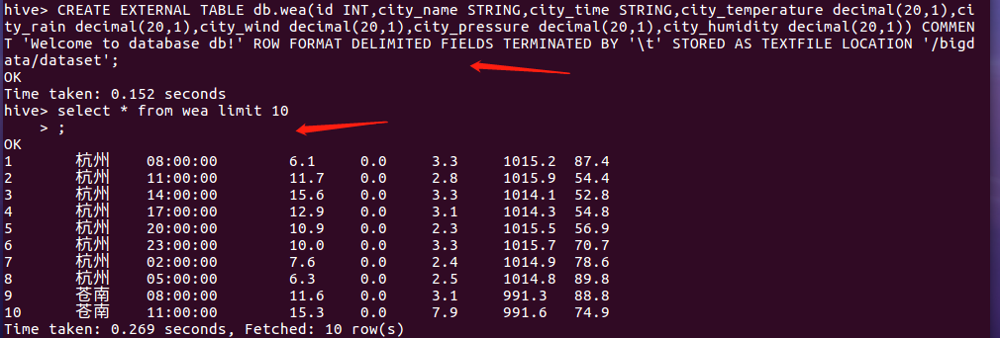 hive> CREATE EXTERNAL TABLE db.wea(id INT,city_name STRING,city_time STRING,city_temperature decimal(20,1),ci
ty_rain decimal(20,1),city_wind decimal(20,1),city_pressure decimal(20,1),city_humidity decimal(20,1)) COMMEN
T 'Welcome to database db!' ROW FORMAT DELIMITED FIELDS TERMINATED BY '\t' STORED AS TEXTFILE LOCATION '/bigd
ata/dataset';
OK
Time taken: 0.152 seconds
hive> select * from wea limit 10
    > ;
OK
1 杭州 08:00:00 6.1 0.0 3.3 1015.2 87.4
2 杭州 11:00:00 11.7 0.0 2.8 1015.9 54.4
3 杭州 14:00:00 15.6 0.0 3.3 1014.1 52.8
4 杭州 17:00:00 12.9 0.0 3.1 1014.3 54.8
5 杭州 20:00:00 10.9 0.0 2.3 1015.5 56.9
6 杭州 23:00:00 10.0 0.0 3.3 1015.7 70.7
7 杭州 02:00:00 7.6 0.0 2.4 1014.9 78.6
8 杭州 05:00:00 6.3 0.0 2.5 1014.8 89.8
9 苍南 08:00:00 11.6 0.0 3.1 991.3 88.8
10 苍南 11:00:00 15.3 0.0 7.9 991.6 74.9
Time taken: 0.269 seconds, Fetched: 10 row(s)